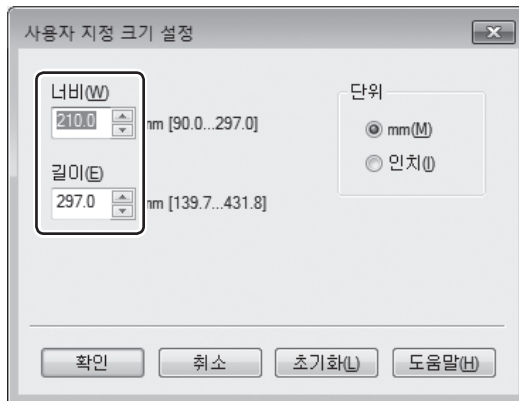 사용자 지정 크기 설정
너비(W)
210.0 mm [90.0...297.0]
길이(E)
297.0 mm [139.7...431.8]
단위
mm(M)
인치(I)
확인 취소 초기화(L) 도움말(H)